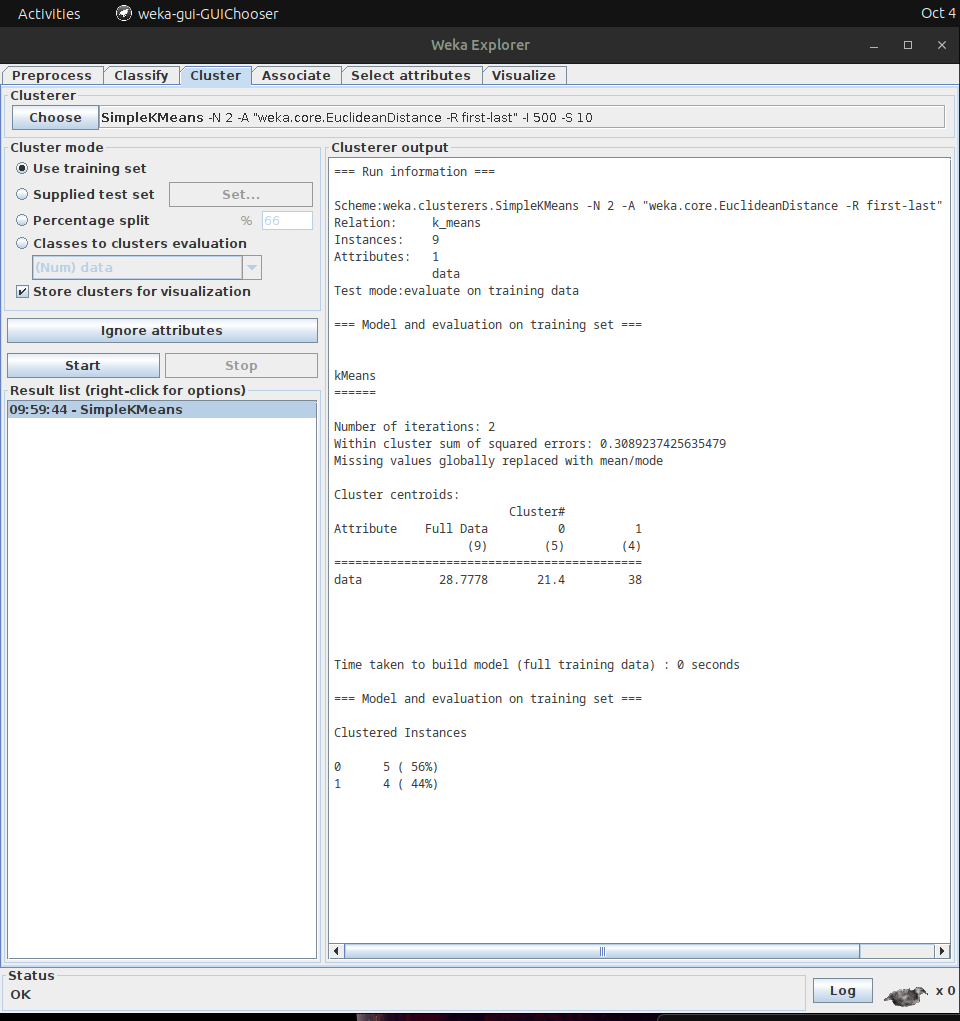 Activities weka-gui-GUIChooser Oct 4
Weka Explorer
Preprocess Classify Cluster Associate Select attributes Visualize
Clusterer
Choose SimpleKMeans -N 2 -A "weka.core.EuclideanDistance -R first-last" -I 500 -S 10
Cluster mode
Use training set
Supplied test set Set...
Percentage split % 66
Classes to clusters evaluation
(Num) data
Store clusters for visualization
Ignore attributes
Start Stop
Result list (right-click for options)
09:59:44 - SimpleKMeans
Clusterer output
=== Run information ===
Scheme:weka.clusterers.SimpleKMeans -N 2 -A "weka.core.EuclideanDistance -R first-last"
Relation: k_means
Instances: 9
Attributes: 1
data
Test mode:evaluate on training data
=== Model and evaluation on training set ===
kMeans
======
Number of iterations: 2
Within cluster sum of squared errors: 0.3089237425635479
Missing values globally replaced with mean/mode
Cluster centroids:
Cluster#
Attribute Full Data 0 1
(9) (5) (4)
============================================
data 28.7778 21.4 38
Time taken to build model (full training data) : 0 seconds
=== Model and evaluation on training set ===
Clustered Instances
0 5 ( 56%)
1 4 ( 44%)
Status
OK
Log x 0